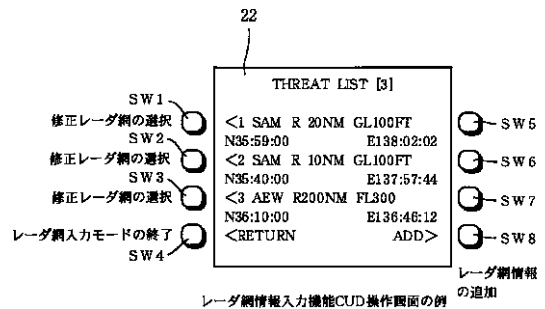 22
THREAT LIST [3]
SW1
修正レーダ網の選択
<1 SAM R 20NM GL100FT
SW5
N35:59:00 E138:02:02
SW2
修正レーダ網の選択
<2 SAM R 10NM GL100FT
SW6
N35:40:00 E137:57:44
SW3
修正レーダ網の選択
<3 AEW R200NM FL300
SW7
N36:10:00 E136:46:12
レーダ網入力モードの終了
<RETURN ADD>
SW8
SW4
レーダ網情報
の追加
レーダ網情報入力機能CUD操作画面の例